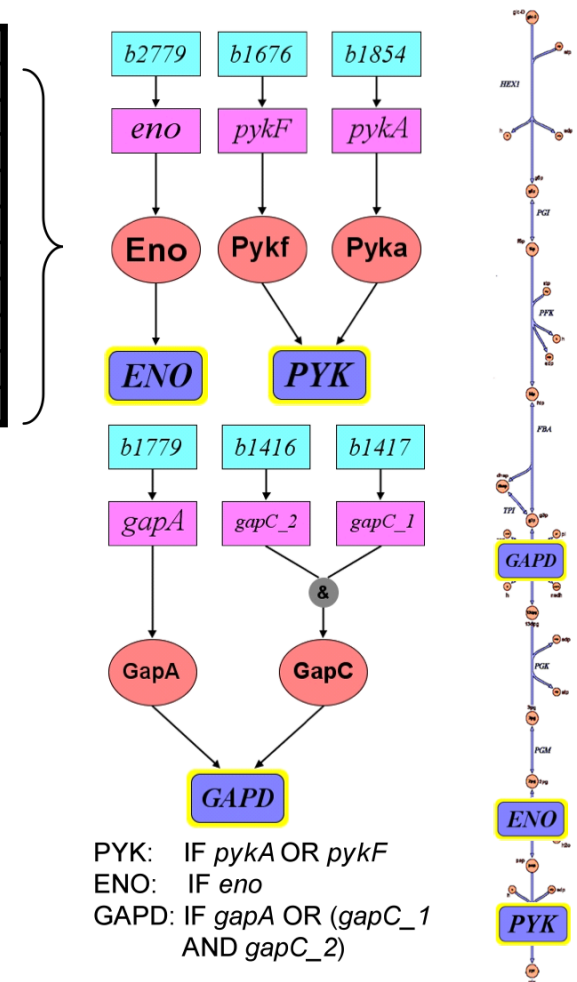 b2779 b1676 b1854
eno pykF pykA
Eno Pykf Pyka
ENO PYK
b1779 b1416 b1417
gapA gapC_2 gapC_1
&
GapA GapC
GAPD
PYK: IF pykA OR pykF
ENO: IF eno
GAPD: IF gapA OR (gapC_1
AND gapC_2)
HEX1
PGI
PFK
FBA
TPI
GAPD
PGK
PGM
ENO
PYK